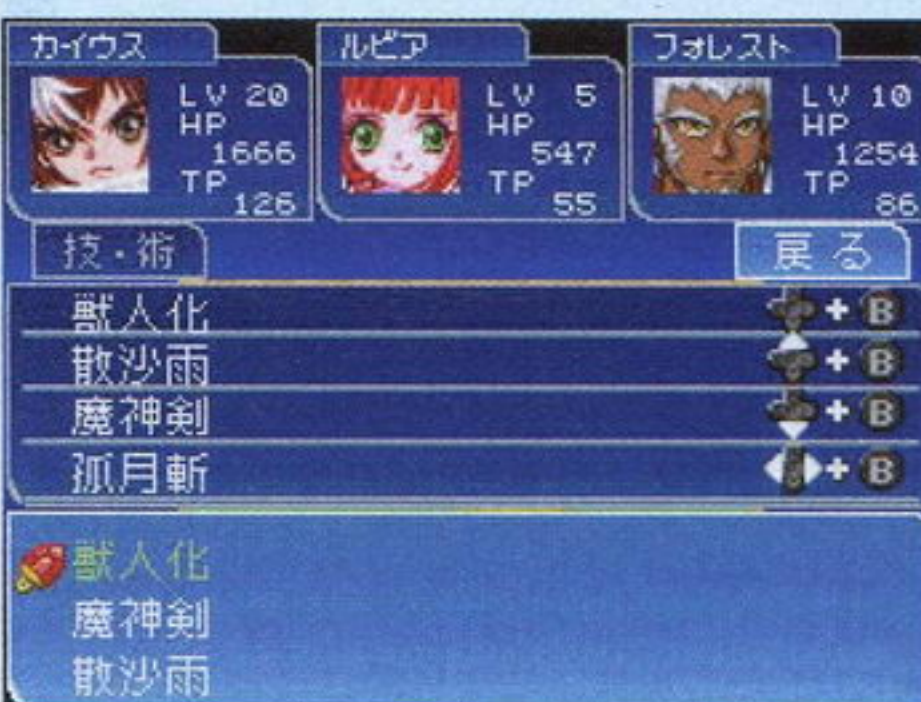 カイウス ルビア フォレスト
LV 20 LV 5 LV 10
HP HP HP
1666 547 1254
TP TP TP
126 55 86
技・術 戻る
獣人化 + B
散沙雨 + B
魔神剣 + B
孤月斬 + B
獣人化
魔神剣
散沙雨